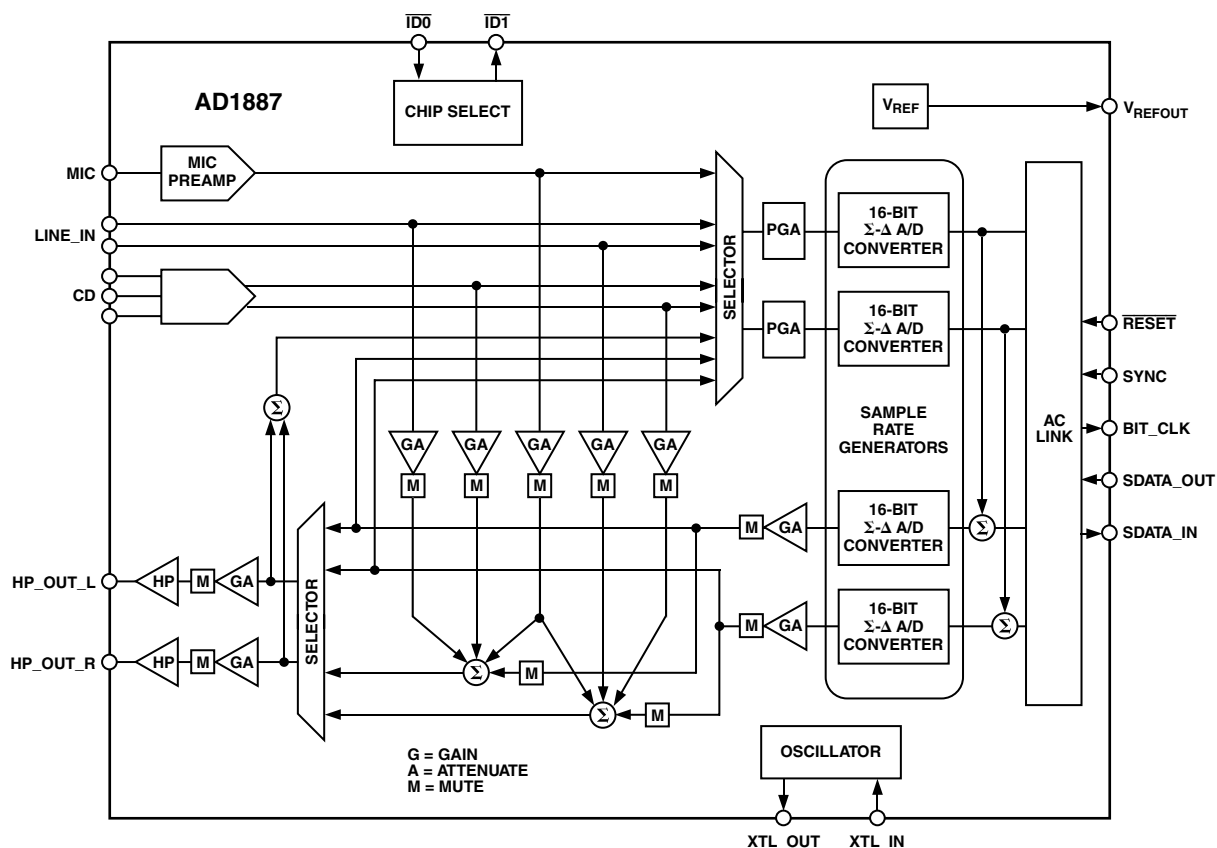 ID0
ID1
AD1887
CHIP SELECT
VREF
VREFOUT
MIC
MIC
PREAMP
LINE_IN
CD
SELECTOR
PGA
16-BIT
Σ-Δ A/D
CONVERTER
PGA
16-BIT
Σ-Δ A/D
CONVERTER
SAMPLE
RATE
GENERATORS
AC
LINK
RESET
SYNC
BIT_CLK
SDATA_OUT
SDATA_IN
Σ
GA
GA
GA
GA
GA
M
M
M
M
M
M
GA
16-BIT
Σ-Δ A/D
CONVERTER
Σ
M
GA
16-BIT
Σ-Δ A/D
CONVERTER
Σ
HP_OUT_L
HP
M
GA
HP_OUT_R
HP
M
GA
SELECTOR
Σ
M
Σ
M
G = GAIN
A = ATTENUATE
M = MUTE
OSCILLATOR
XTL_OUT
XTL_IN